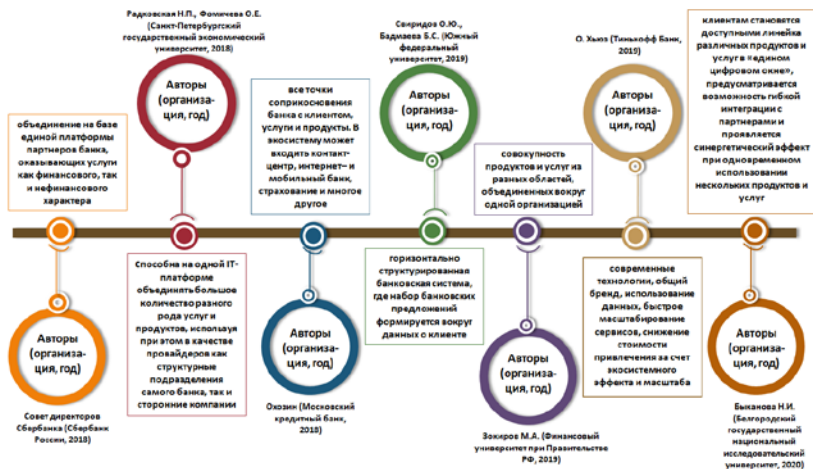 Радковская Н.П., Фомичева О.Е.
(Санкт-Петербургский
государственный экономический
университет, 2018)
Авторы
(организа-
ция, год)
объединение на базе
единой платформы
партнеров банка,
оказывающих услуги
как финансового, так
и нефинансового
характера
все точки
соприкосновения
банка с клиентом,
услуги и продукты. В
экосистему может
входить контакт-
центр, интернет– и
мобильный банк,
страхование и многое
другое
Свиридов О.Ю.,
Бадмаева Б.С. (Южный
федеральный
университет, 2019)
Авторы
(организа-
ция, год)
совокупность
продуктов и услуг из
разных областей,
объединенных вокруг
одной организацией
О. Хьюз (Тинькофф Банк,
2019)
Авторы
(организа-
ция, год)
клиентам становятся
доступными линейка
различных продуктов и
услуг в «едином
цифровом окне»,
предусматривается
возможность гибкой
интеграции с
партнерами и
проявляется
синергетический эффект
при одновременном
использовании
нескольких продуктов и
услуг
Авторы
(организа-
ция, год)
Совет директоров
Сбербанка (Сбербанк
России, 2018)
Способна на одной IT-
платформе
объединять большое
количество разного
рода услуг и
продуктов, используя
при этом в качестве
провайдеров как
структурные
подразделения
самого банка, так и
сторонние компании
Авторы
(организа-
ция, год)
Охозин (Московский
кредитный банк,
2018)
горизонтально
структурированная
банковская система,
где набор банковских
предложений
формируется вокруг
данных о клиенте
Авторы
(организа-
ция, год)
Зокиров М.А. (Финансовый
университет при Правительстве
РФ, 2019)
современные
технологии, общий
бренд, использование
данных, быстрое
масштабирование
сервисов, снижение
стоимости
привлечения за счет
экосистемного
эффекта и масштаба
Авторы
(организа-
ция, год)
Быканова Н.И.
(Белгородский
государственный
национальный
исследовательский
университет, 2020)